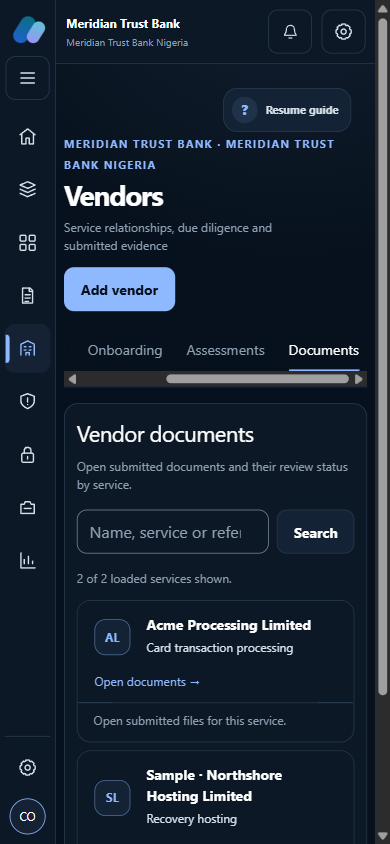 Meridian Trust Bank
Meridian Trust Bank Nigeria
? Resume guide
MERIDIAN TRUST BANK · MERIDIAN TRUST
BANK NIGERIA
Vendors
Service relationships, due diligence and
submitted evidence
Add vendor
Onboarding Assessments Documents
Vendor documents
Open submitted documents and their review status
by service.
Name, service or refer
Search
2 of 2 loaded services shown.
AL
Acme Processing Limited
Card transaction processing
Open documents →
Open submitted files for this service.
SL
Sample · Northshore
Hosting Limited
Recovery hosting
CO